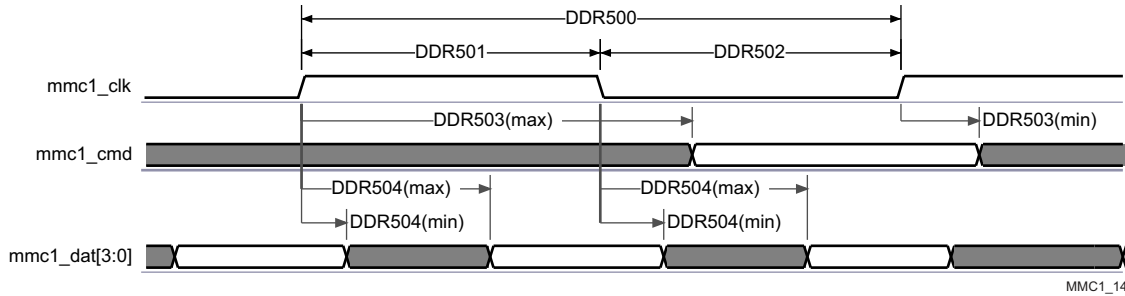 DDR500
DDR501 DDR502
mmc1_clk
DDR503(max) DDR503(min)
mmc1_cmd
DDR504(max) DDR504(max)
DDR504(min) DDR504(min)
mmc1_dat[3:0]
MMC1_14